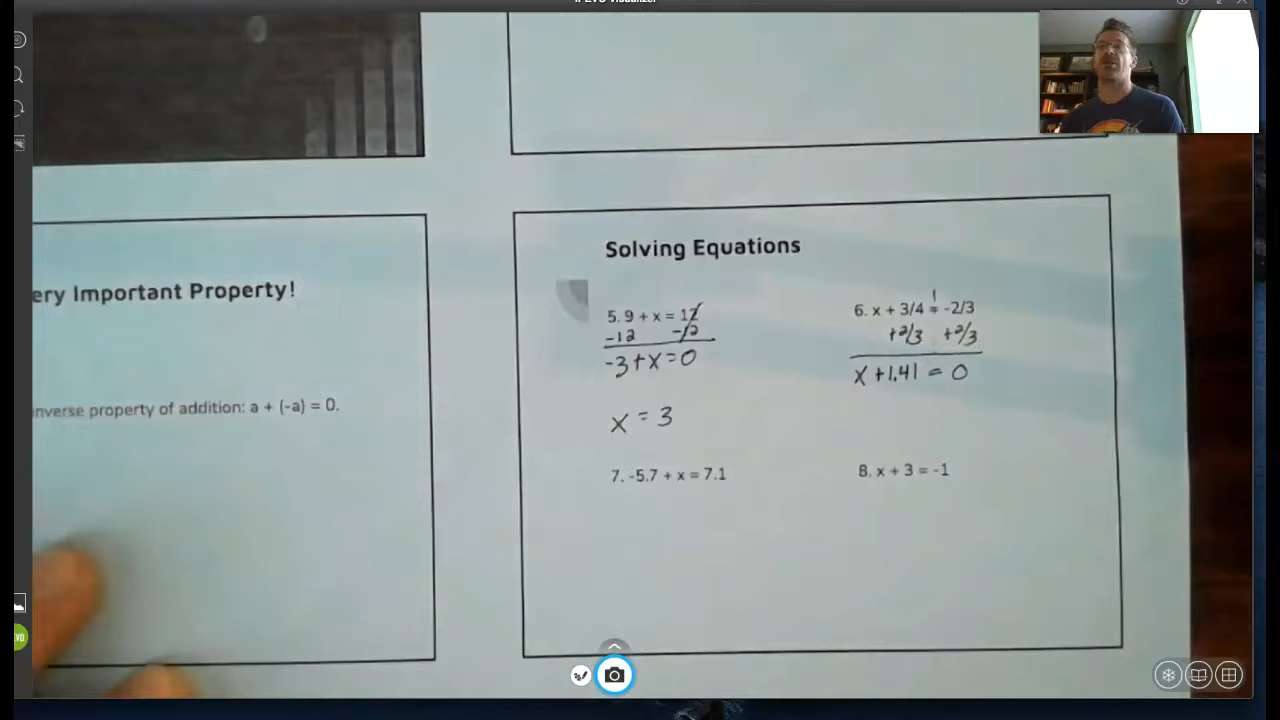 ery Important Property!
inverse property of addition: a + (-a) = 0.
Solving Equations
5. 9 + x = 12
-12 -12
-3+x=0
x = 3
6. x + 3/4 = -2/3
+2/3 +2/3
x +1.41 = 0
7. -5.7 + x = 7.1
8. x + 3 = -1